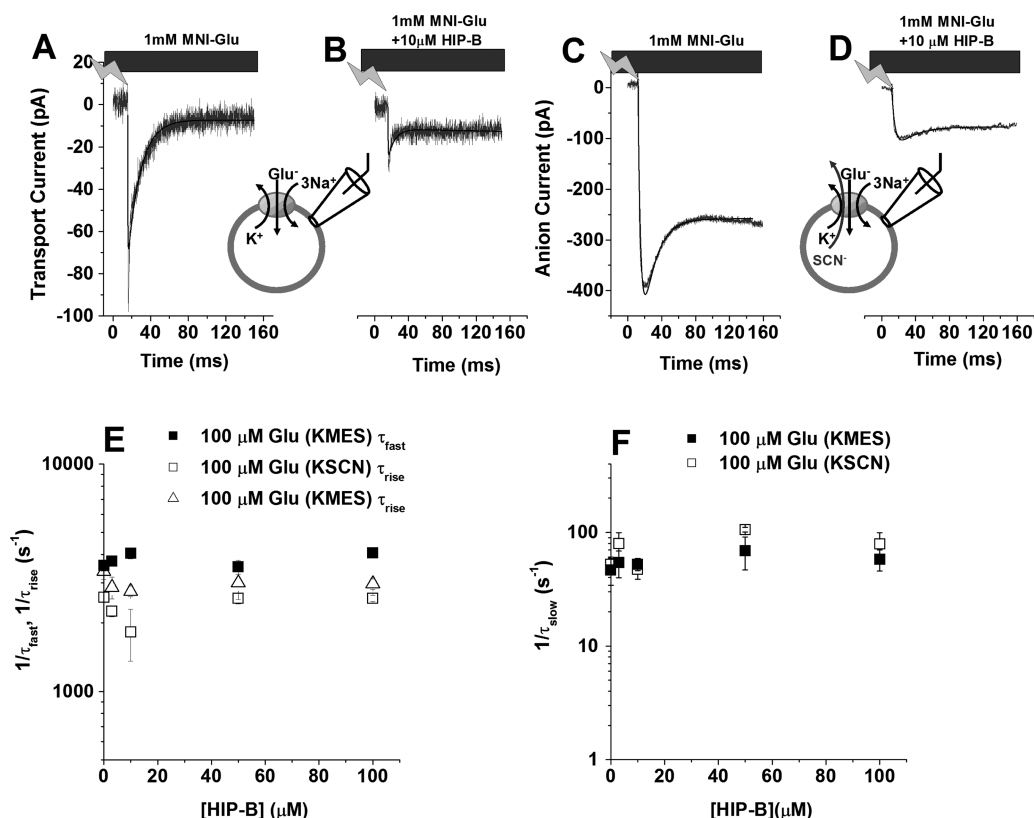 A
1mM MNI-Glu
Transport Current (pA)
20
0
-20
-40
-60
-80
-100
0 40 80 120 160
Time (ms)
B
1mM MNI-Glu
+10μM HIP-B
Glu⁻
3Na⁺
K⁺
0 40 80 120 160
Time (ms)
C
1mM MNI-Glu
Anion Current (pA)
0
-100
-200
-300
-400
0 40 80 120 160
Time (ms)
D
1mM MNI-Glu
+10 μM HIP-B
Glu⁻
3Na⁺
K⁺
SCN⁻
0 40 80 120 160
Time (ms)
E
100 μM Glu (KMES) τfast
100 μM Glu (KSCN) τrise
100 μM Glu (KMES) τrise
1/τfast, 1/τrise (s⁻¹)
10000
1000
0 20 40 60 80 100
[HIP-B] (μM)
F
100 μM Glu (KMES)
100 μM Glu (KSCN)
1/τslow (s⁻¹)
100
10
1
0 20 40 60 80 100
[HIP-B](μM)